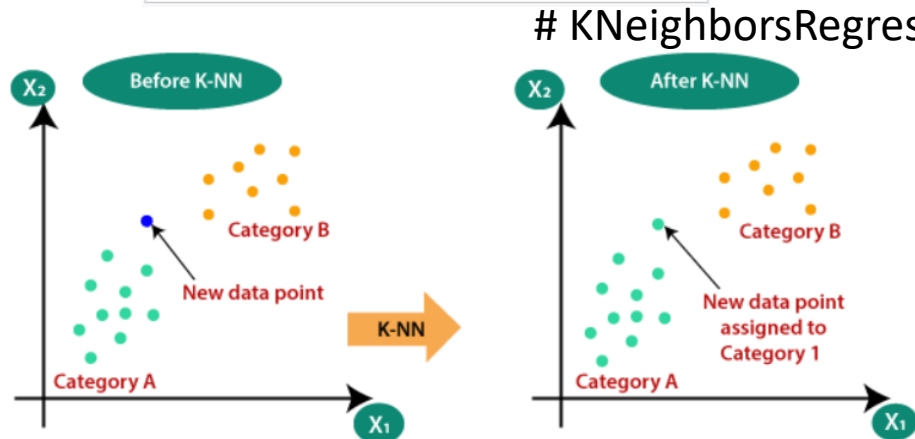 # KNeighborsRegres
Before K-NN
X₂
Category B
New data point
Category A
X₁
K-NN
After K-NN
X₂
Category B
New data point
assigned to
Category 1
Category A
X₁